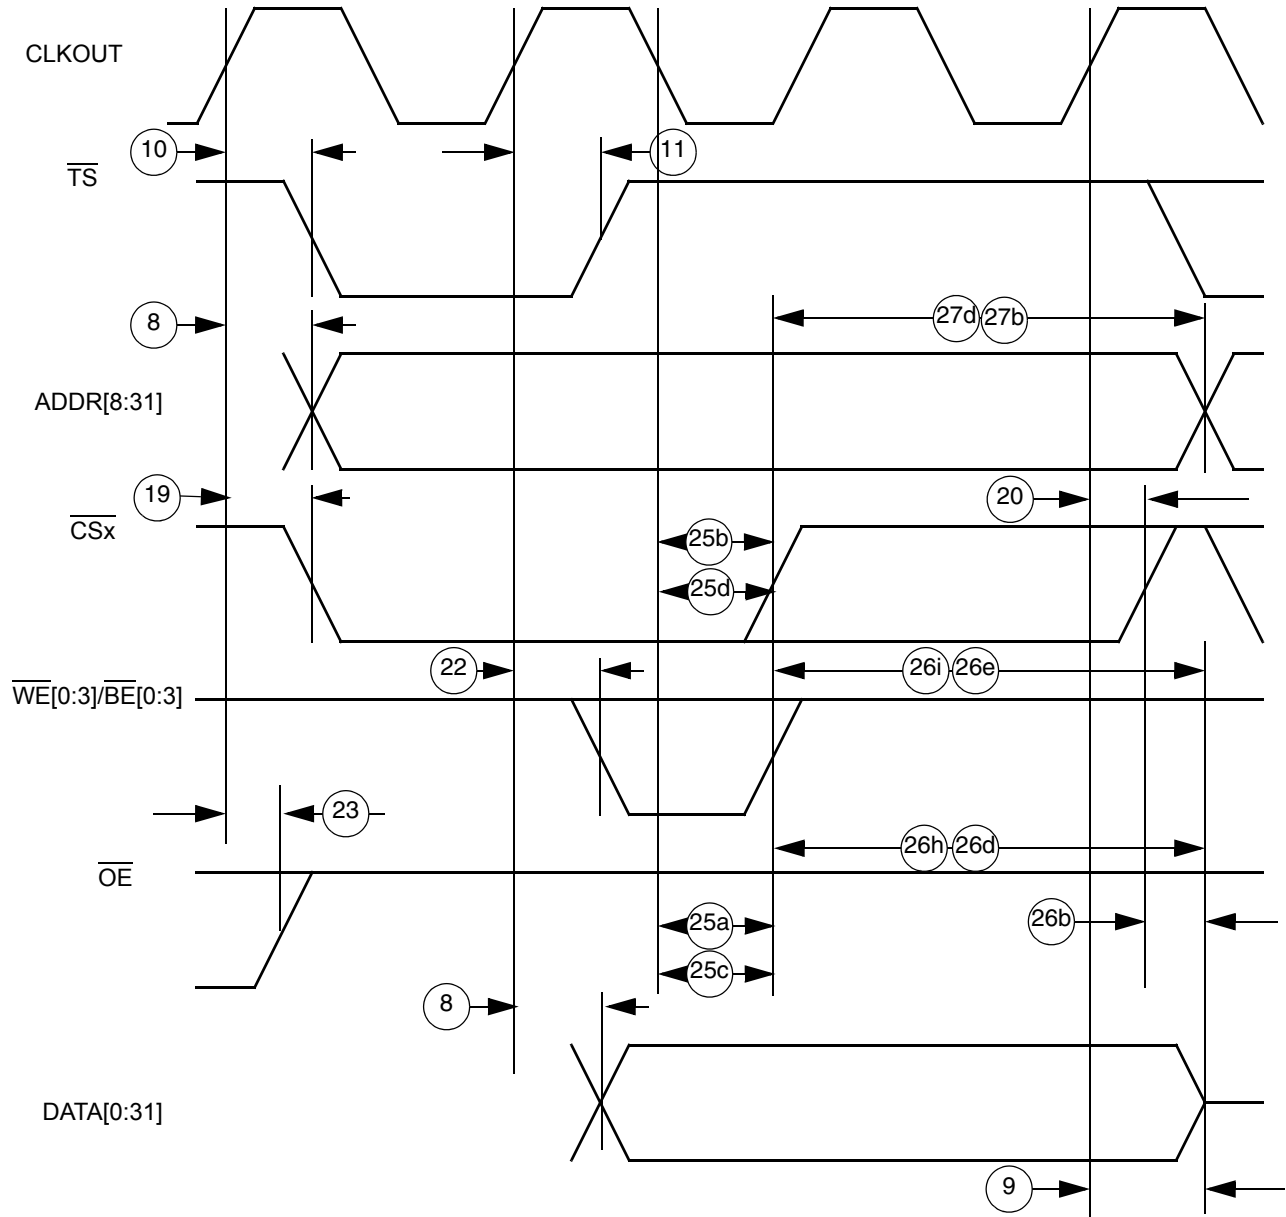 CLKOUT
10
11
TS
8
27d
27b
ADDR[8:31]
19
20
CSx
25b
25d
22
26i
26e
WE[0:3]/BE[0:3]
23
26h
26d
OE
25a
26b
25c
8
DATA[0:31]
9